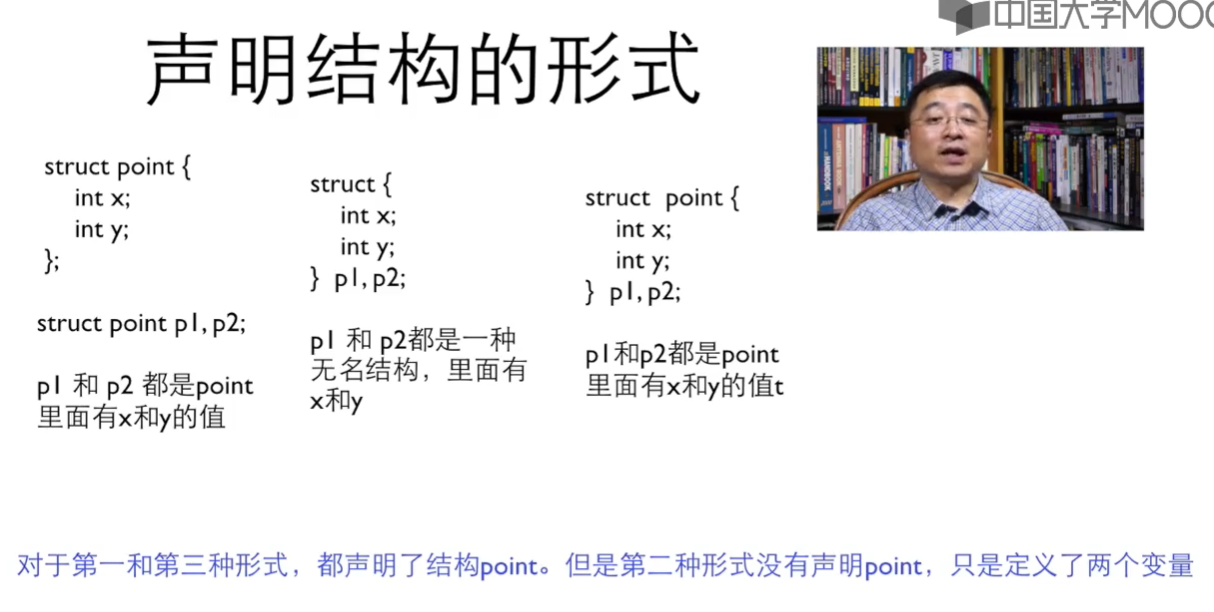 中国大学MOOC
声明结构的形式
struct point {
int x;
int y;
};
struct point p1, p2;
p1 和 p2 都是point
里面有x和y的值
struct {
int x;
int y;
} p1, p2;
p1 和 p2都是一种
无名结构，里面有
x和y
struct point {
int x;
int y;
} p1, p2;
p1和p2都是point
里面有x和y的值t
对于第一和第三种形式，都声明了结构point。但是第二种形式没有声明point，只是定义了两个变量